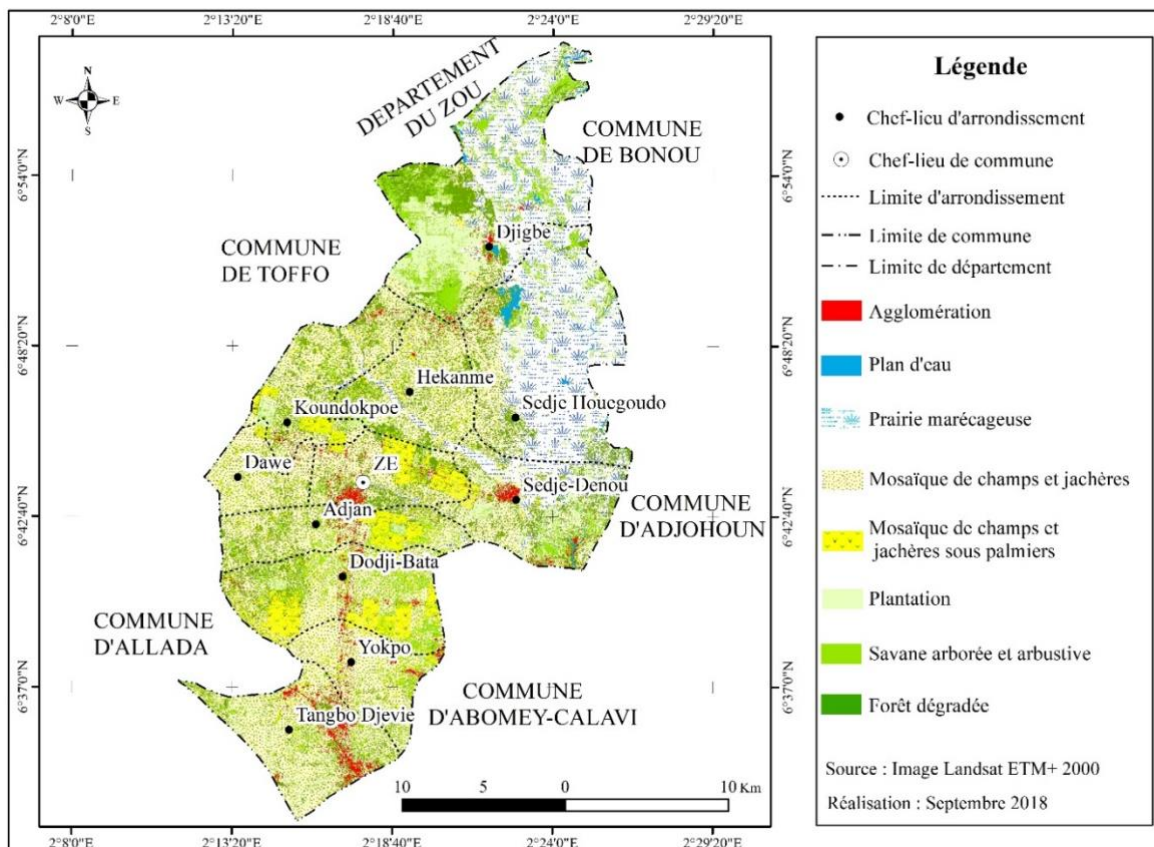 2°8'0"E
2°13'20"E
2°18'40"E
2°24'0"E
2°29'20"E
N
W E
S
DEPARTEMENT
DU ZOU
COMMUNE
DE BONOU
6°54'0"N
6°54'0"N
Djigbe
COMMUNE
DE TOFFO
6°48'20"N
6°48'20"N
Hekanme
Koundokpoe
Sedje Houegoudo
Dawe
ZE
Sedje-Denou
Adjan
COMMUNE
D'ADJOHOUN
6°42'40"N
6°42'40"N
Dodji-Bata
COMMUNE
D'ALLADA
Yokpo
6°37'0"N
6°37'0"N
COMMUNE
D'ABOMEY-CALAVI
Tangbo Djevie
10 5 0 10 Km
2°8'0"E
2°13'20"E
2°18'40"E
2°24'0"E
2°29'20"E
Légende
Chef-lieu d'arrondissement
Chef-lieu de commune
Limite d'arrondissement
Limite de commune
Limite de département
Agglomération
Plan d'eau
Prairie marécageuse
Mosaïque de champs et jachères
Mosaïque de champs et
jachères sous palmiers
Plantation
Savane arborée et arbustive
Forêt dégradée
Source : Image Landsat ETM+ 2000
Réalisation : Septembre 2018